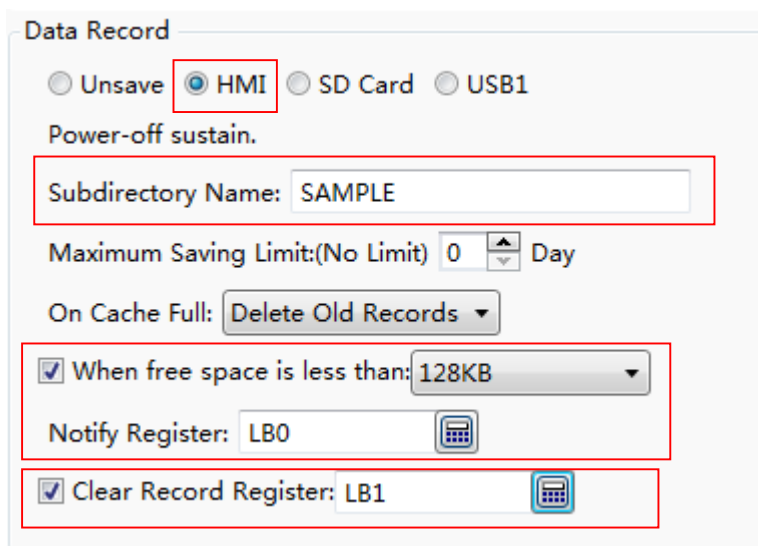 Data Record
Unsave HMI SD Card USB1
Power-off sustain.
Subdirectory Name: SAMPLE
Maximum Saving Limit:(No Limit) 0 Day
On Cache Full: Delete Old Records
When free space is less than: 128KB
Notify Register: LB0
Clear Record Register: LB1